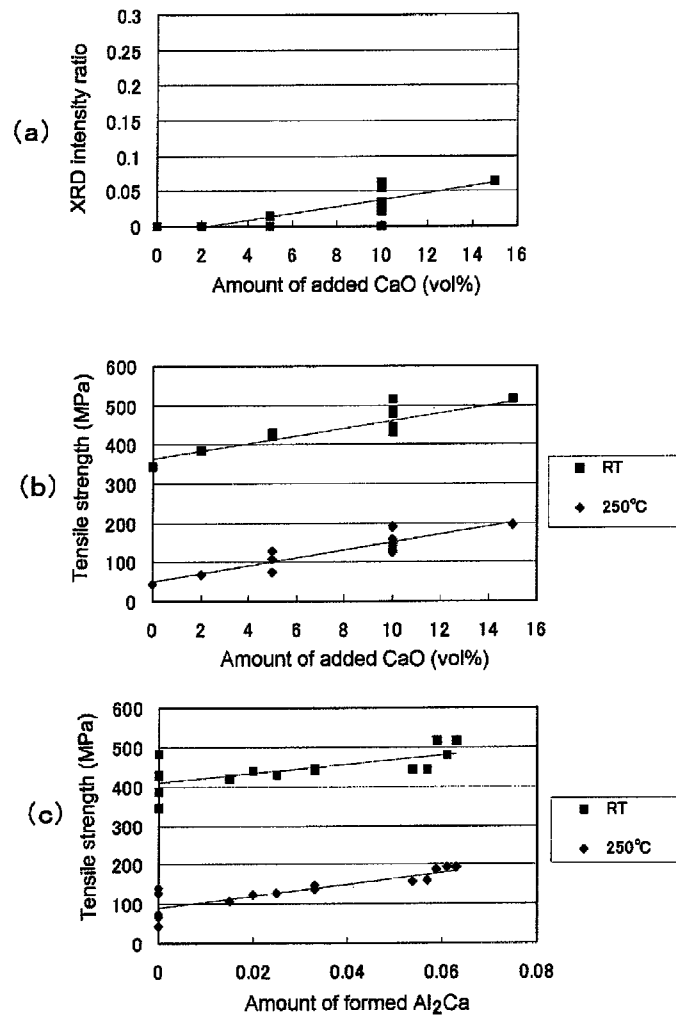 (a)
XRD intensity ratio
0.3
0.25
0.2
0.15
0.1
0.05
0
0 2 4 6 8 10 12 14 16
Amount of added CaO (vol%)
(b)
Tensile strength (MPa)
600
500
400
300
200
100
0
0 2 4 6 8 10 12 14 16
Amount of added CaO (vol%)
RT
250°C
(c)
Tensile strength (MPa)
600
500
400
300
200
100
0
0 0.02 0.04 0.06 0.08
Amount of formed Al₂Ca
RT
250°C